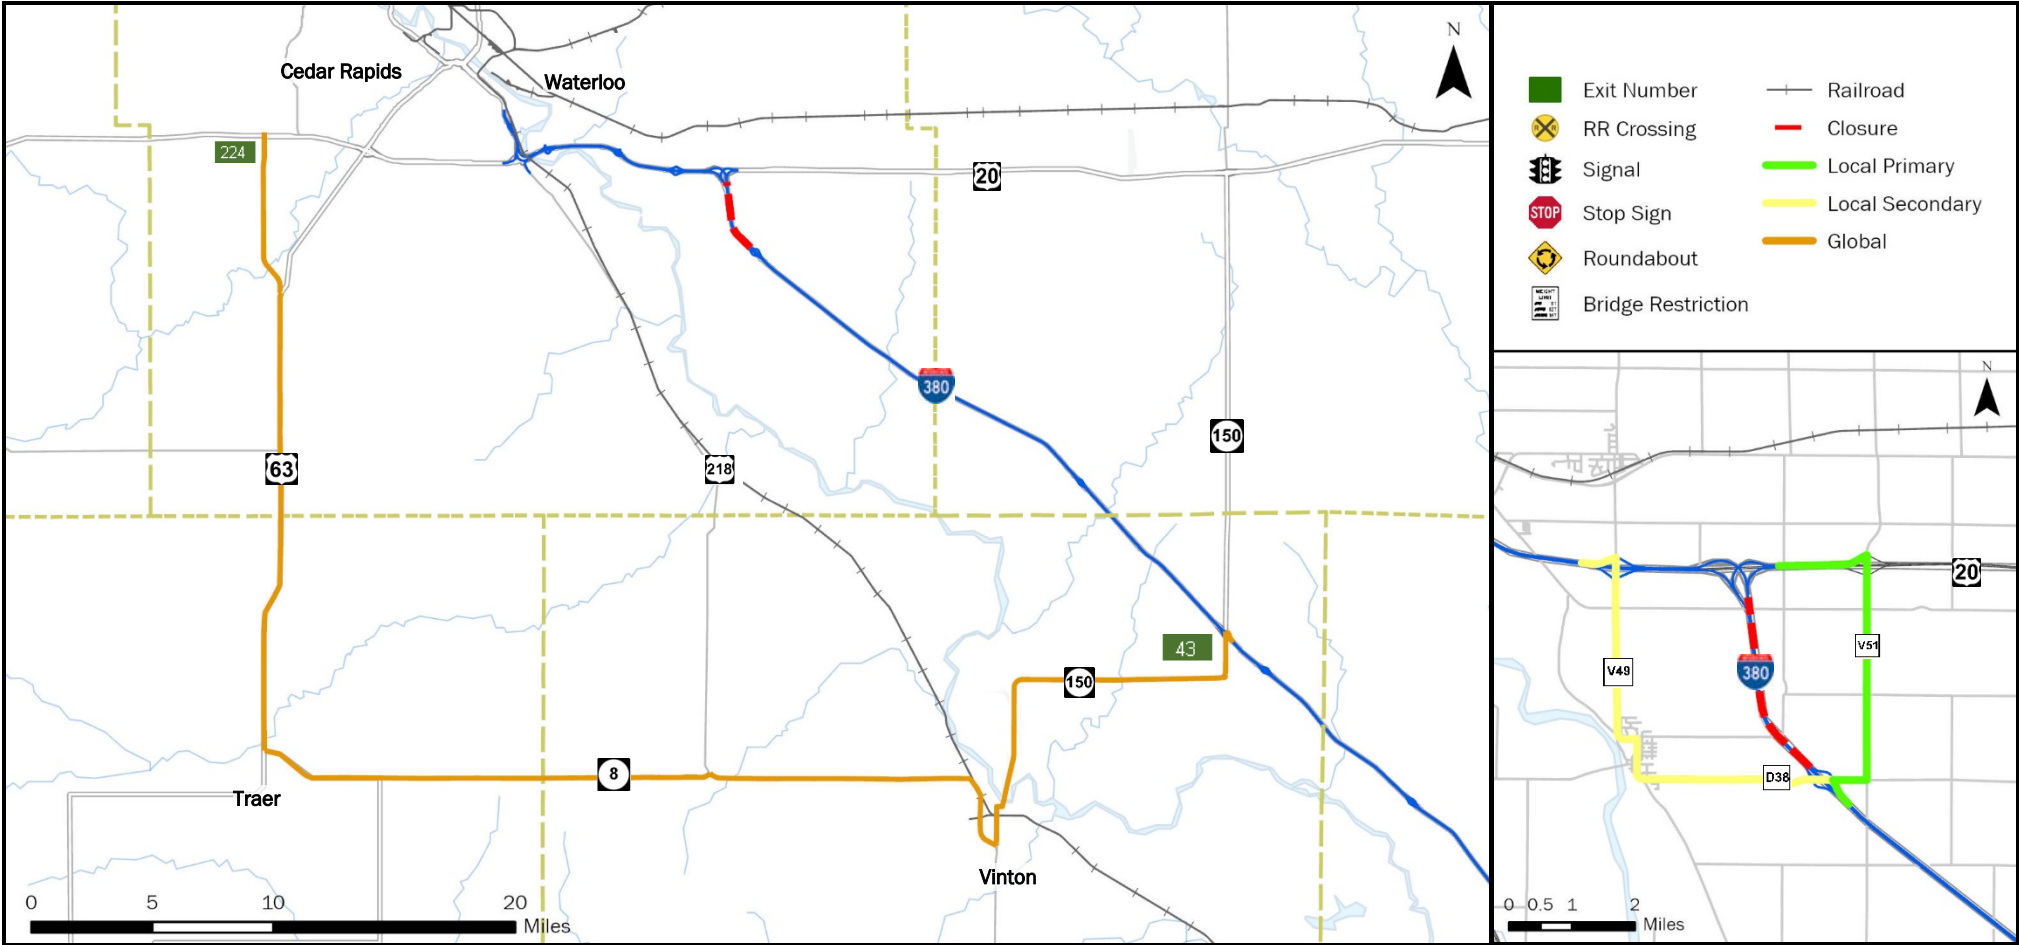 Cedar Rapids
Waterloo
N
224
20
380
150
63
218
43
150
8
Traer
Vinton
0 5 10 20
Miles
Exit Number
RR Crossing
Signal
STOP Stop Sign
Roundabout
WEIGHT
LIMIT
Bridge Restriction
Railroad
Closure
Local Primary
Local Secondary
Global
N
20
V51
V49
380
D38
0 0.5 1 2
Miles